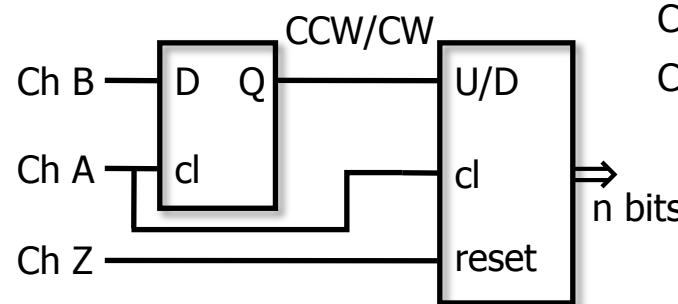 CCW/CW
C
Ch B D Q U/D
C
Ch A cl cl
n bits
Ch Z reset